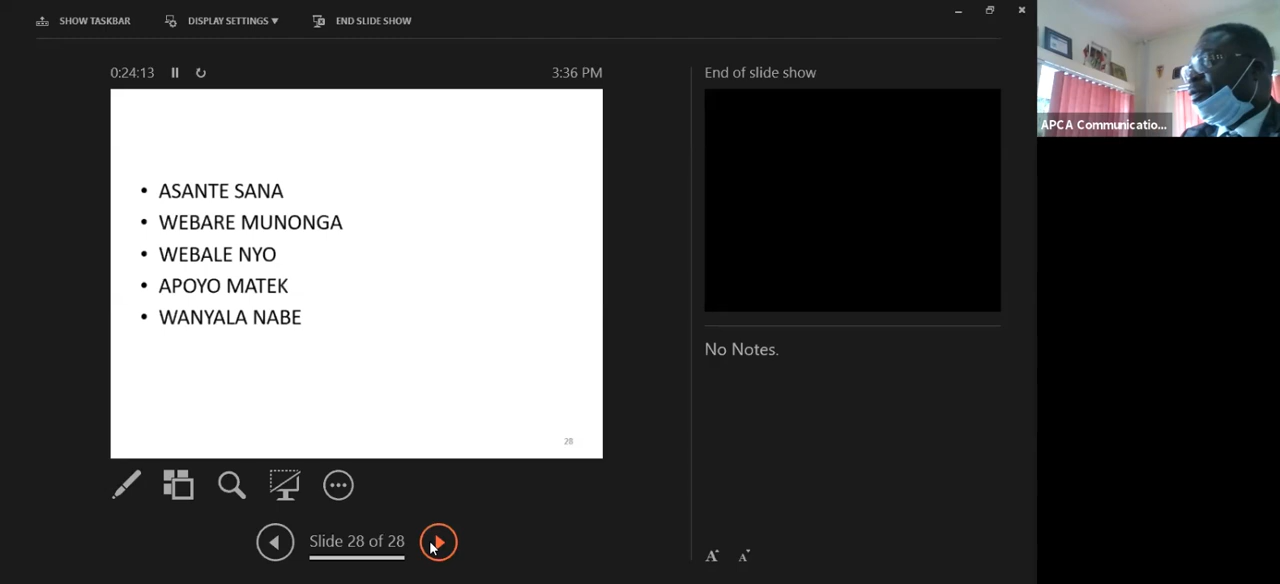 SHOW TASKBAR DISPLAY SETTINGS ▼ END SLIDE SHOW
0:24:13 3:36 PM
• ASANTE SANA
• WEBARE MUNONGA
• WEBALE NYO
• APOYO MATEK
• WANYALA NABE
28
Slide 28 of 28
End of slide show
No Notes.
A A
APCA Communicatio...